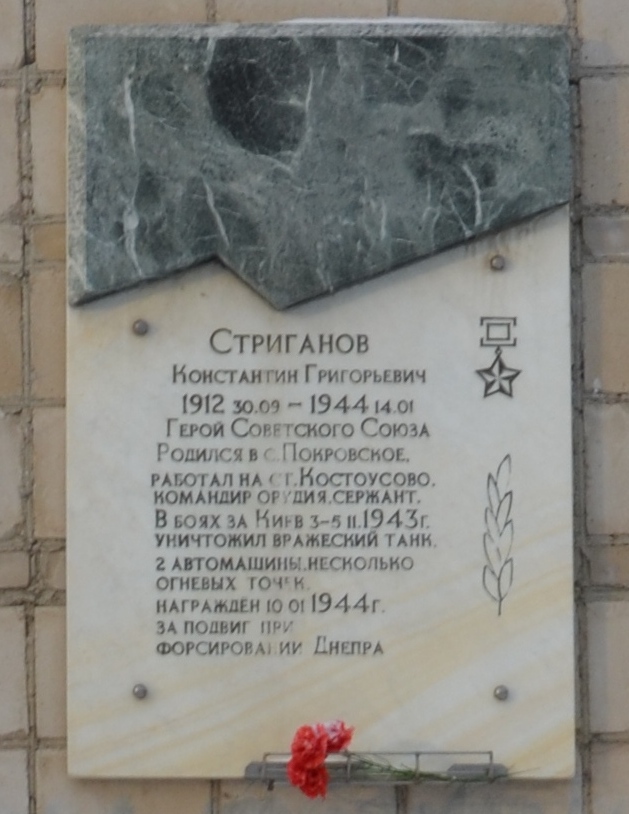 Стриганов
Константин Григорьевич
1912 30.09 – 1944 14.01
Герой Советского Союза
Родился в с. Покровское,
работал на ст. Костоусово.
командир орудия, сержант.
В боях за Киев 3–5 11.1943г.
уничтожил вражеский танк,
2 автомашины, несколько
огневых точек.
награждён 10 01 1944г.
за подвиг при
форсировании Днепра